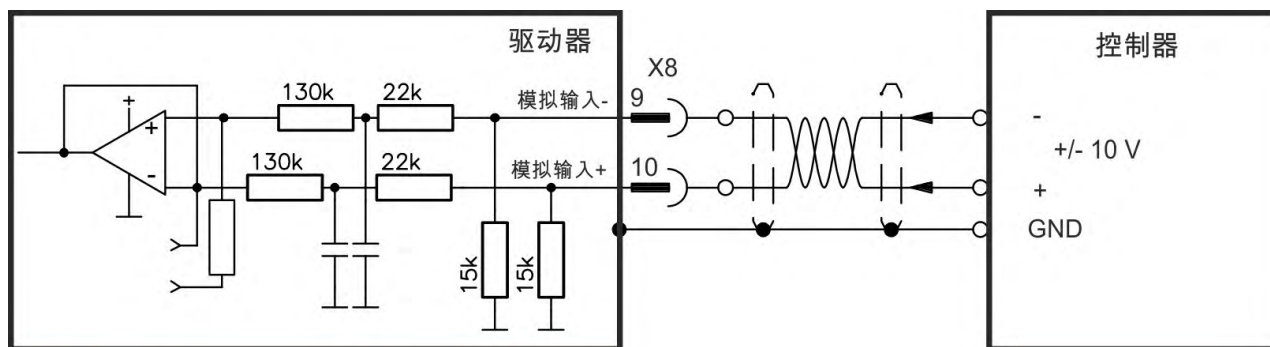 驱动器
控制器
X8
130k
22k
模拟输入-
9
-
+
+
+/- 10 V
130k
22k
模拟输入+
10
-
+
GND
15k
15k